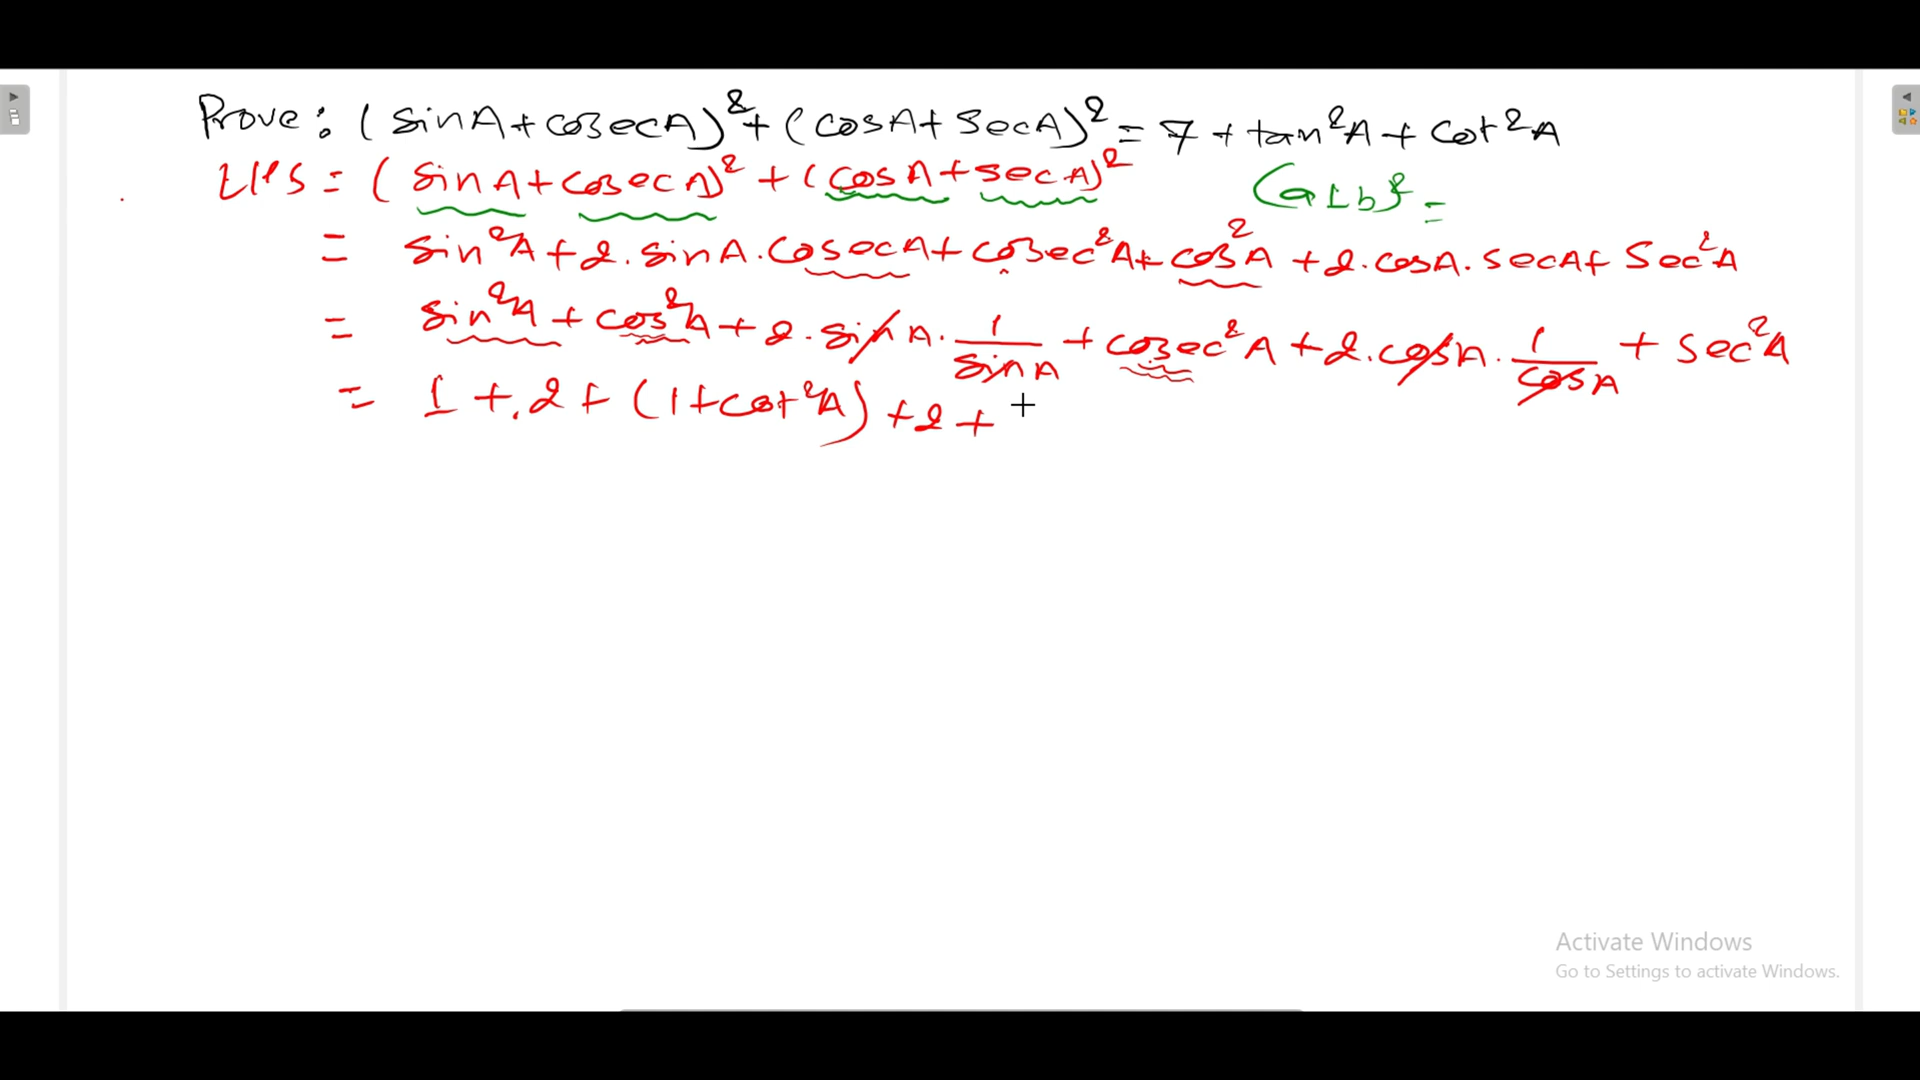 Prove: (sinA+cosecA)²+(cosA+secA)²=7+tan²A+cot²A
LHS = (sinA+cosecA)²+(cosA+secA)²
(a+b)² =
= sin²A+2.sinA.cosecA+cosec²A+cos²A+2.cosA.secA+sec²A
= sin²A+cos²A+2.sinA.1/sinA+cosec²A+2.cosA.1/cosA+sec²A
= 1+2+(1+cot²A)+2+
Activate Windows
Go to Settings to activate Windows.